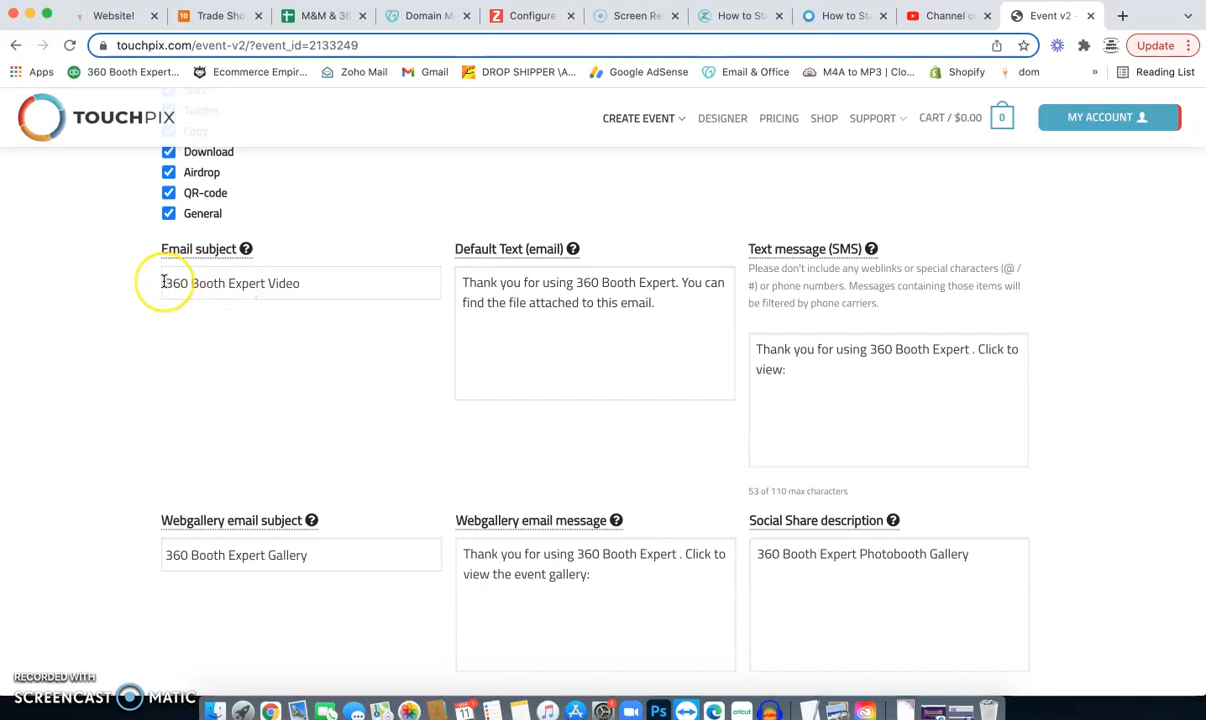 Website!
Trade Sho
M&M & 36
Domain M
Configure
Screen Re
How to Sta
How to Sta
Channel c
Event v2 -
touchpix.com/event-v2/?event_id=2133249
Update
Apps
360 Booth Expert...
Ecommerce Empir...
Zoho Mail
Gmail
DROP SHIPPER \A...
Google AdSense
Email & Office
M4A to MP3 | Clo...
Shopify
dom
»
Reading List
TOUCHPIX
CREATE EVENT
DESIGNER
PRICING
SHOP
SUPPORT
CART / $0.00
0
MY ACCOUNT
SMS
Twitter
Copy
Download
Airdrop
QR-code
General
Email subject
360 Booth Expert Video
Default Text (email)
Thank you for using 360 Booth Expert. You can
find the file attached to this email.
Text message (SMS)
Please don't include any weblinks or special characters (@ /
#) or phone numbers. Messages containing those items will
be filtered by phone carriers.
Thank you for using 360 Booth Expert . Click to
view:
53 of 110 max characters
Webgallery email subject
360 Booth Expert Gallery
Webgallery email message
Thank you for using 360 Booth Expert . Click to
view the event gallery:
Social Share description
360 Booth Expert Photobooth Gallery
RECORDED WITH
SCREENCAST MATIC
11
Ps
cricut